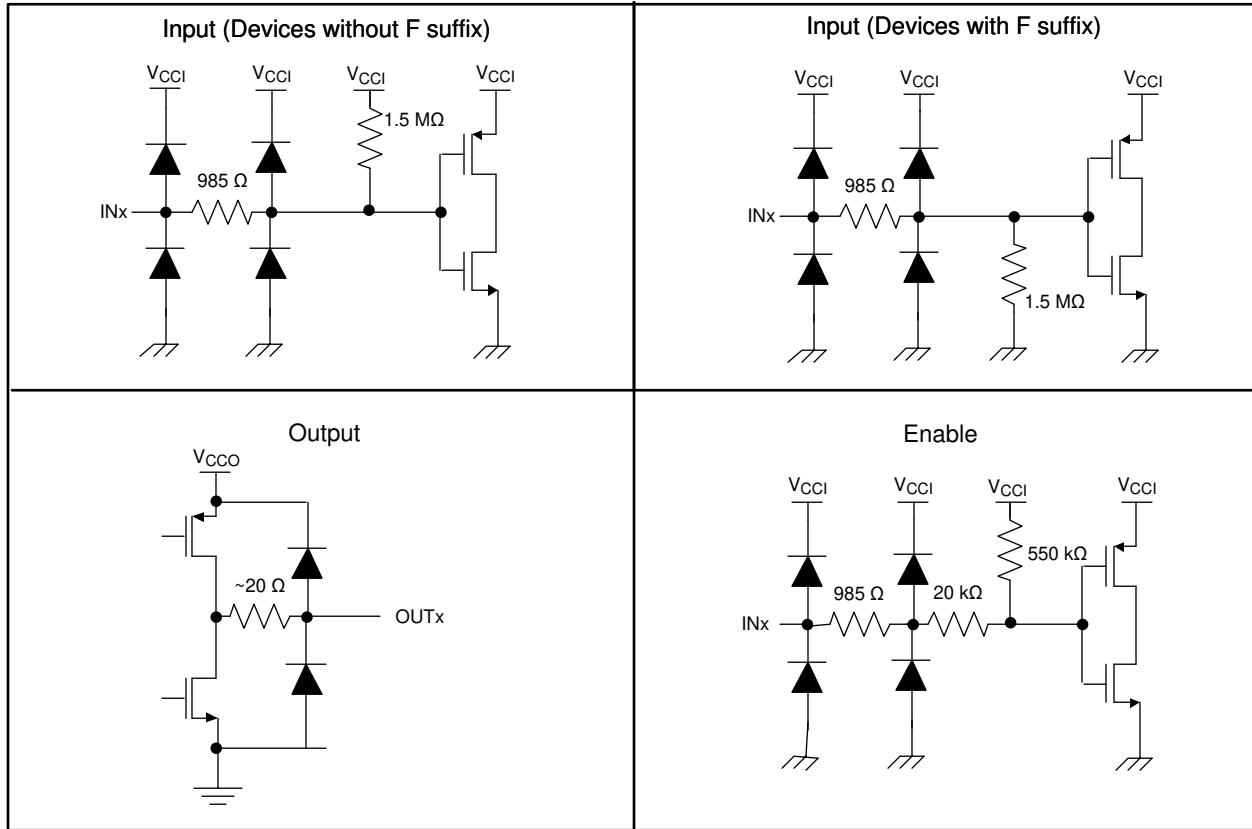 Input (Devices without F suffix)
VCCI VCCI VCCI VCCI
1.5 MΩ
985 Ω
INx
Input (Devices with F suffix)
VCCI VCCI VCCI
985 Ω
INx
1.5 MΩ
Output
VCCO
~20 Ω
OUTx
Enable
VCCI VCCI VCCI VCCI
550 kΩ
985 Ω 20 kΩ
INx